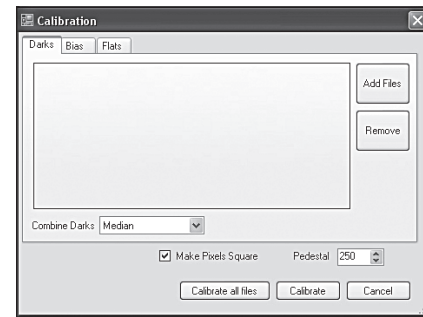 Calibration
Darks Bias Flats
Add Files
Remove
Combine Darks Median
Make Pixels Square Pedestal 250
Calibrate all files Calibrate Cancel